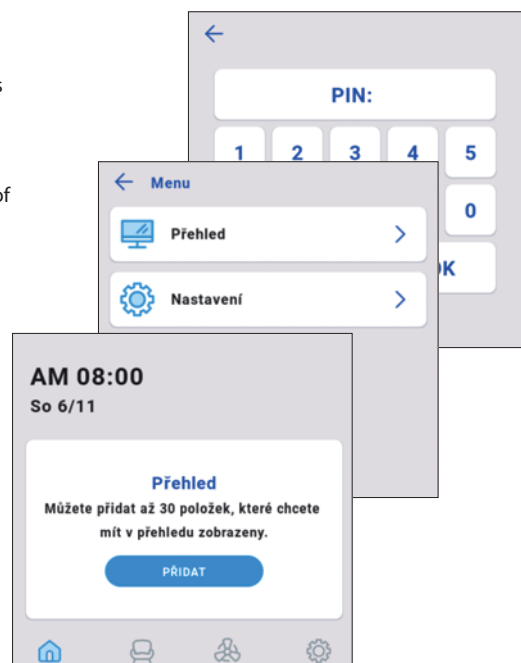 s
of
PIN:
1 2 3 4 5
0
K
Menu
Přehled
Nastavení
AM 08:00
So 6/11
Přehled
Můžete přidat až 30 položek, které chcete
mít v přehledu zobrazeny.
PŘIDAT